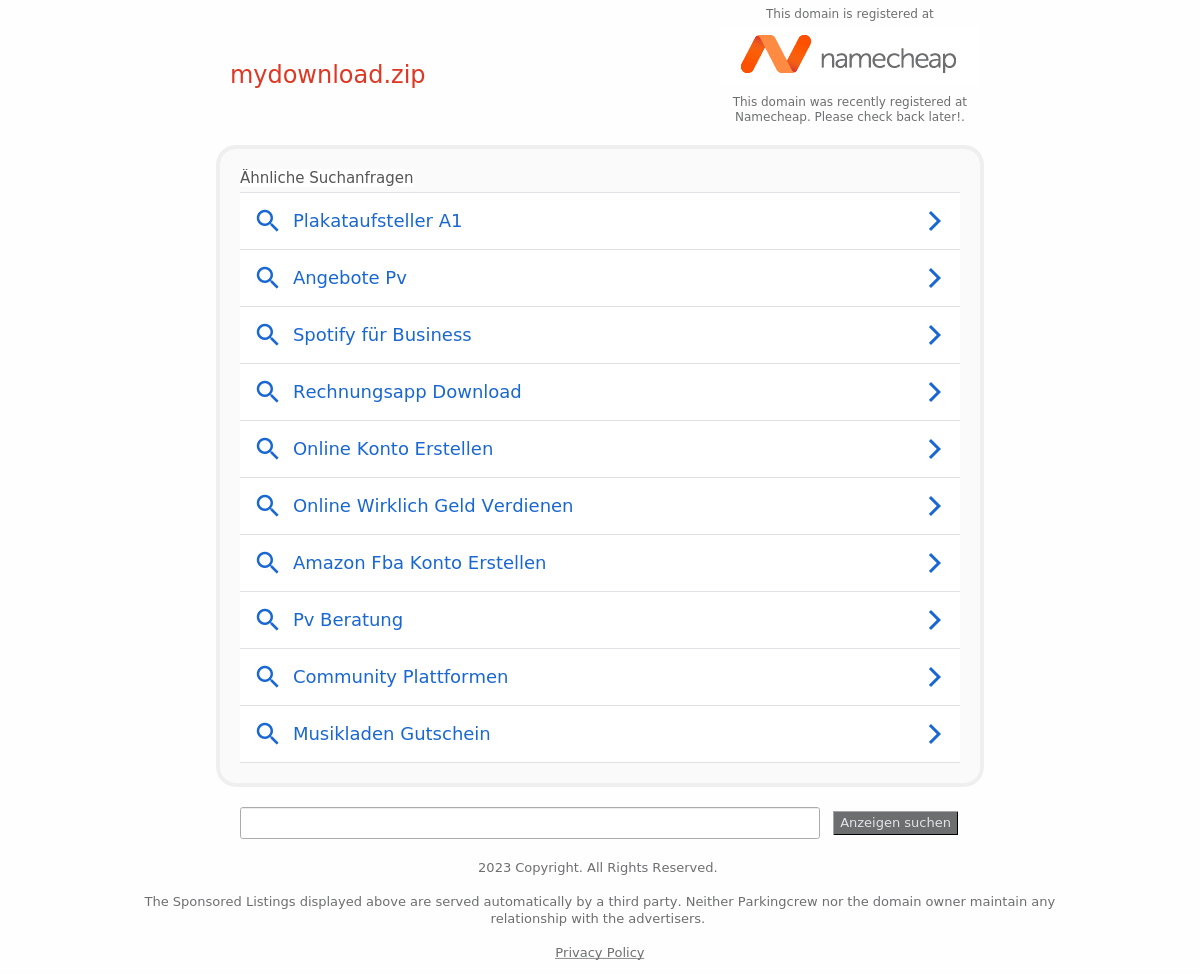 This domain is registered at
namecheap
mydownload.zip
This domain was recently registered at
Namecheap. Please check back later!.
Ähnliche Suchanfragen
Plakataufsteller A1
Angebote Pv
Spotify für Business
Rechnungsapp Download
Online Konto Erstellen
Online Wirklich Geld Verdienen
Amazon Fba Konto Erstellen
Pv Beratung
Community Plattformen
Musikladen Gutschein
Anzeigen suchen
2023 Copyright. All Rights Reserved.
The Sponsored Listings displayed above are served automatically by a third party. Neither Parkingcrew nor the domain owner maintain any
relationship with the advertisers.
Privacy Policy